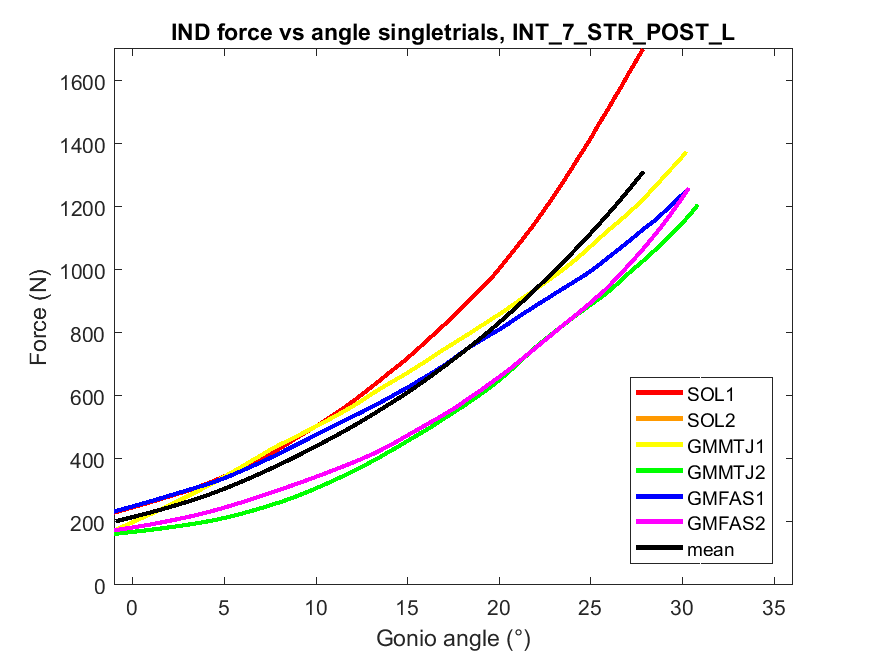 IND force vs angle singletrials, INT_7_STR_POST_L
Force (N)
1600
1400
1200
1000
800
600
400
200
0
0 5 10 15 20 25 30 35
Gonio angle (°)
SOL1
SOL2
GMMTJ1
GMMTJ2
GMFAS1
GMFAS2
mean